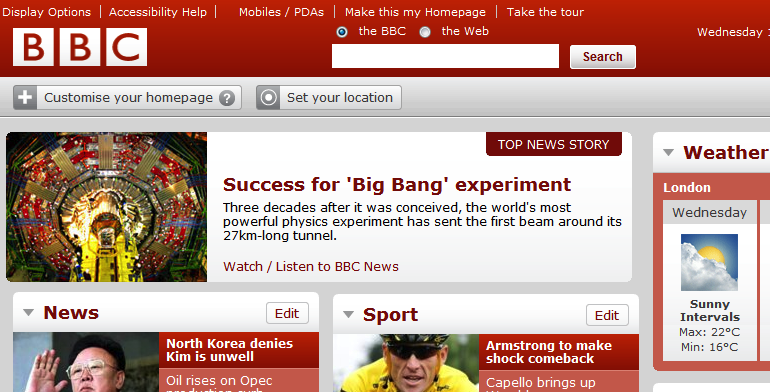 Display Options Accessibility Help Mobiles / PDAs Make this my Homepage Take the tour
BBC
the BBC the Web
Wednesday
Search
Customise your homepage ?
Set your location
TOP NEWS STORY
Success for 'Big Bang' experiment
Three decades after it was conceived, the world's most
powerful physics experiment has sent the first beam around its
27km-long tunnel.
Watch / Listen to BBC News
Weather
London
Wednesday
Sunny
Intervals
Max: 22°C
Min: 16°C
News
Edit
North Korea denies
Kim is unwell
Oil rises on Opec
Sport
Edit
Armstrong to make
shock comeback
Capello brings up